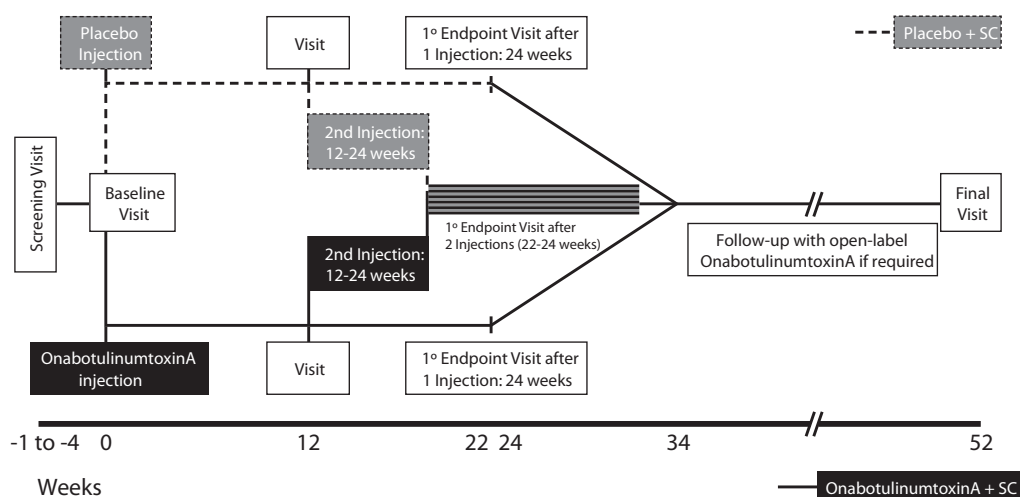 Placebo
Injection
Visit
1º Endpoint Visit after
1 Injection: 24 weeks
Placebo + SC
2nd Injection:
12-24 weeks
Screening Visit
Baseline
Visit
1º Endpoint Visit after
2 Injections (22-24 weeks)
Final
Visit
2nd Injection:
12-24 weeks
Follow-up with open-label
OnabotulinumtoxinA if required
OnabotulinumtoxinA
injection
Visit
1º Endpoint Visit after
1 Injection: 24 weeks
-1 to -4 0 12 22 24 34 52
Weeks
OnabotulinumtoxinA + SC